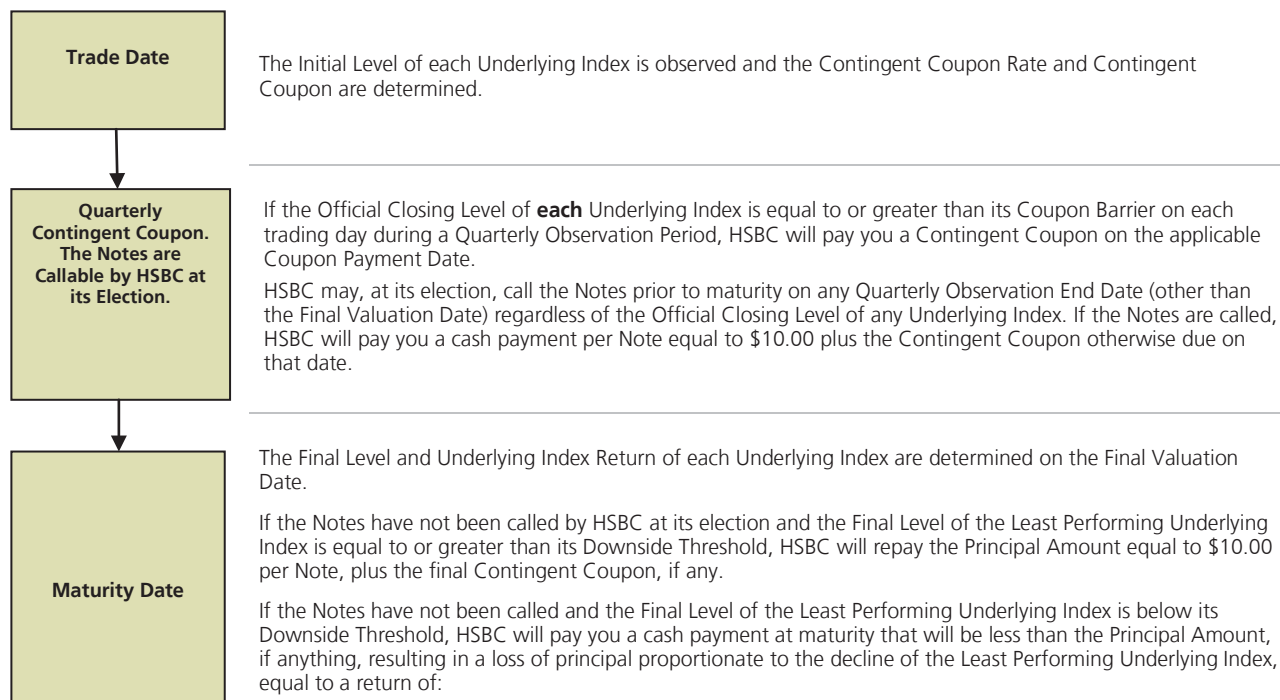 Trade Date
The Initial Level of each Underlying Index is observed and the Contingent Coupon Rate and Contingent
Coupon are determined.
Quarterly
Contingent Coupon.
The Notes are
Callable by HSBC at
its Election.
If the Official Closing Level of each Underlying Index is equal to or greater than its Coupon Barrier on each
trading day during a Quarterly Observation Period, HSBC will pay you a Contingent Coupon on the applicable
Coupon Payment Date.
HSBC may, at its election, call the Notes prior to maturity on any Quarterly Observation End Date (other than
the Final Valuation Date) regardless of the Official Closing Level of any Underlying Index. If the Notes are called,
HSBC will pay you a cash payment per Note equal to $10.00 plus the Contingent Coupon otherwise due on
that date.
Maturity Date
The Final Level and Underlying Index Return of each Underlying Index are determined on the Final Valuation
Date.
If the Notes have not been called by HSBC at its election and the Final Level of the Least Performing Underlying
Index is equal to or greater than its Downside Threshold, HSBC will repay the Principal Amount equal to $10.00
per Note, plus the final Contingent Coupon, if any.
If the Notes have not been called and the Final Level of the Least Performing Underlying Index is below its
Downside Threshold, HSBC will pay you a cash payment at maturity that will be less than the Principal Amount,
if anything, resulting in a loss of principal proportionate to the decline of the Least Performing Underlying Index,
equal to a return of: